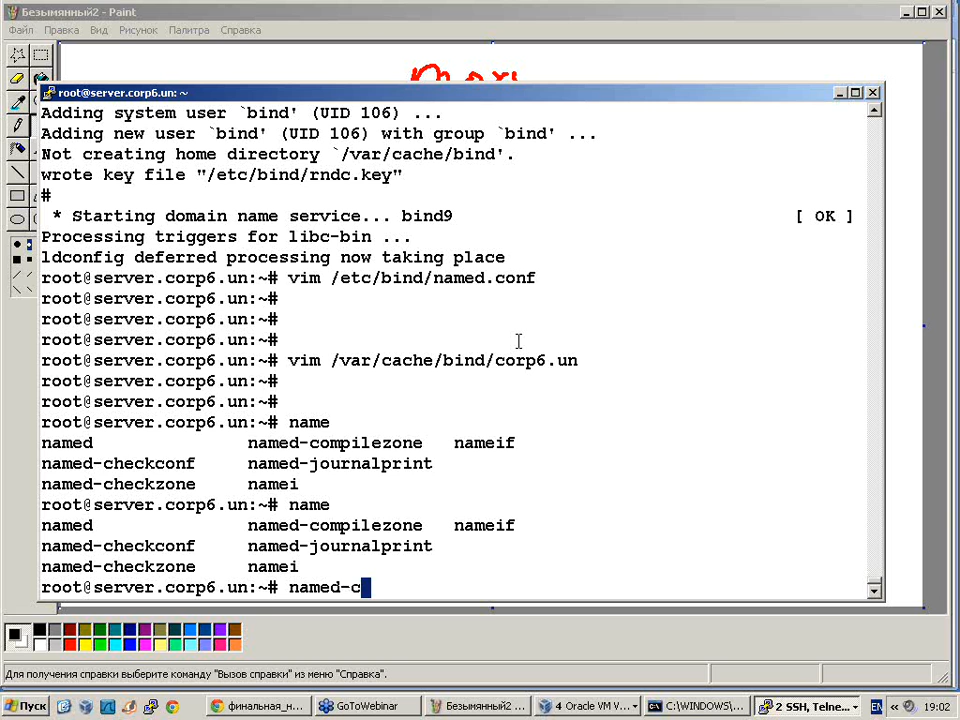 Безымянный2 - Paint
Файл Правка Вид Рисунок Палитра Справка
root@server.corp6.un: ~
Adding system user `bind' (UID 106) ...
Adding new user `bind' (UID 106) with group `bind' ...
Not creating home directory `/var/cache/bind'.
wrote key file "/etc/bind/rndc.key"
#
* Starting domain name service... bind9 [ OK ]
Processing triggers for libc-bin ...
ldconfig deferred processing now taking place
root@server.corp6.un:~# vim /etc/bind/named.conf
root@server.corp6.un:~#
root@server.corp6.un:~#
root@server.corp6.un:~#
root@server.corp6.un:~# vim /var/cache/bind/corp6.un
root@server.corp6.un:~#
root@server.corp6.un:~#
root@server.corp6.un:~# name
named named-compilezone nameif
named-checkconf named-journalprint
named-checkzone namei
root@server.corp6.un:~# name
named named-compilezone nameif
named-checkconf named-journalprint
named-checkzone namei
root@server.corp6.un:~# named-c
Для получения справки выберите команду "Вызов справки" из меню "Справка".
Пуск финальная_н... GoToWebinar Безымянный2 ... 4 Oracle VM V... C:\WINDOWS\... 2 SSH, Telne... EN 19:02